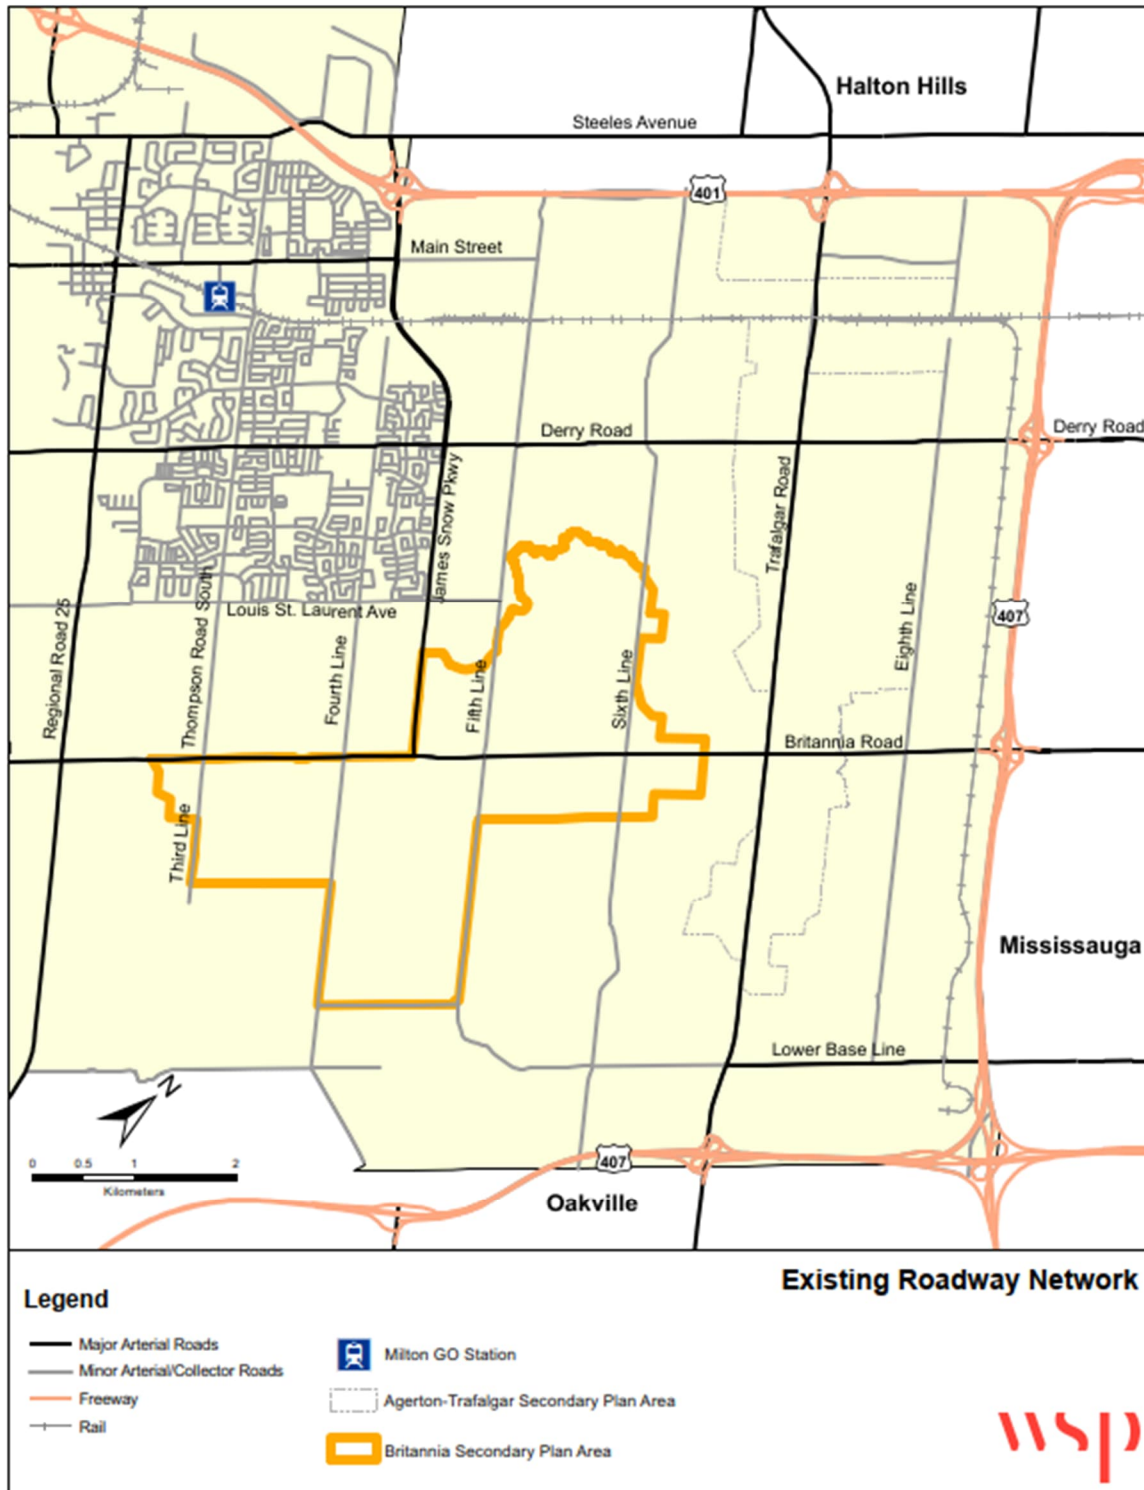 Halton Hills
Steeles Avenue
401
Main Street
Derry Road
Derry Road
James Snow Pkwy
Trafalgar Road
Louis St. Laurent Ave
Regional Road 25
Thompson Road South
Fourth Line
Fifth Line
Sixth Line
Eighth Line
407
Britannia Road
Third Line
Mississauga
Lower Base Line
N
0 0.5 1 2
Kilometers
407
Oakville
Existing Roadway Network
Legend
Major Arterial Roads
Minor Arterial/Collector Roads
Freeway
Rail
Milton GO Station
Agerton-Trafalgar Secondary Plan Area
Britannia Secondary Plan Area
wsp